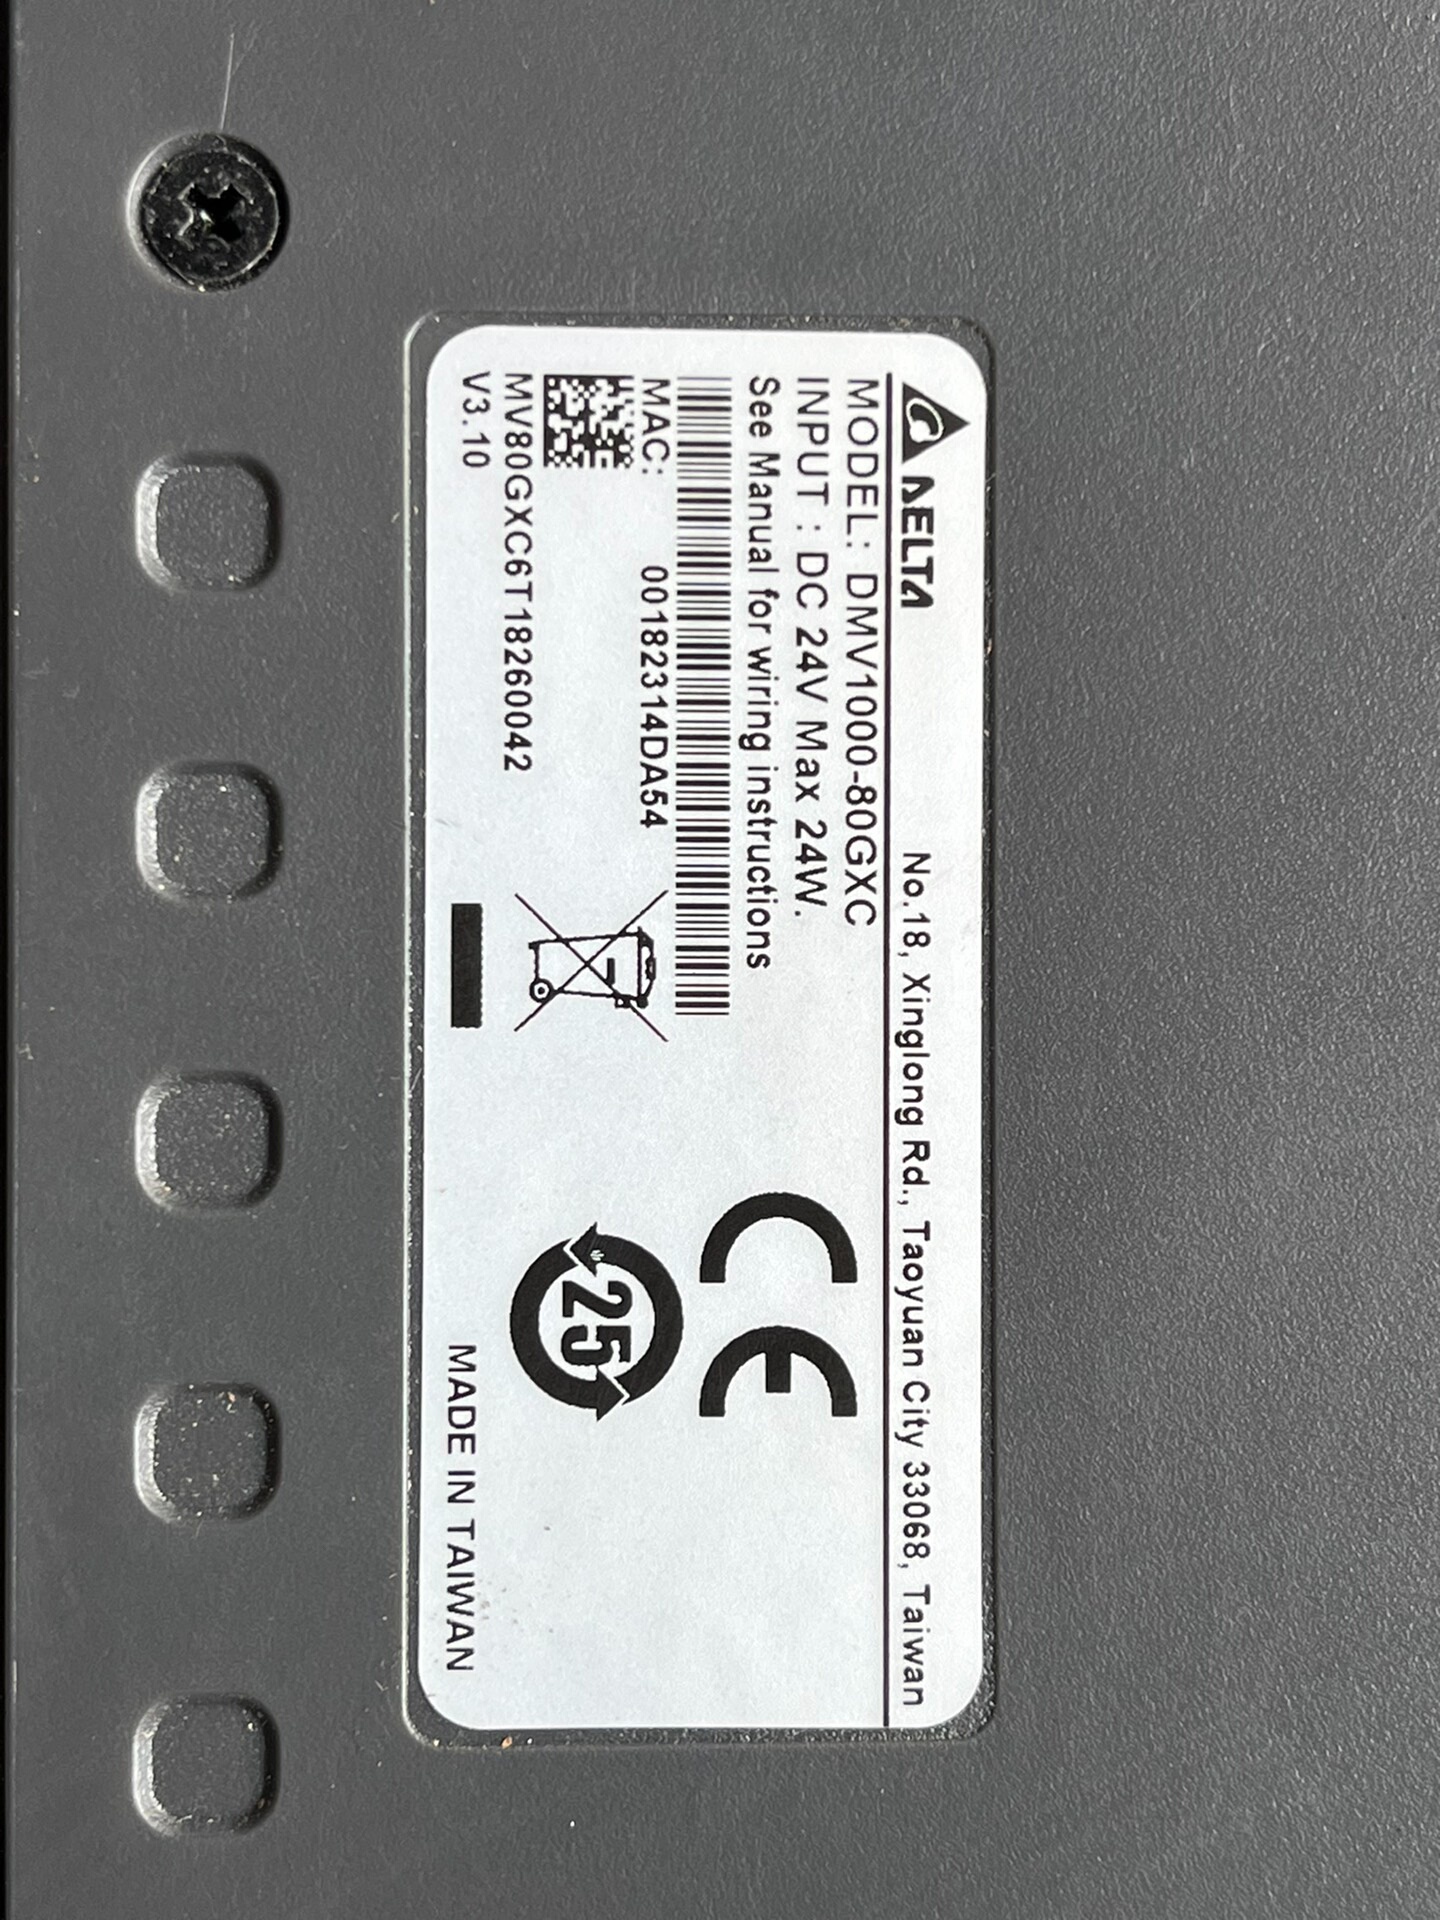 DELTA
No.18, Xinglong Rd., Taoyuan City 33068, Taiwan
MODEL: DMV1000-80GXC
INPUT : DC 24V Max 24W.
See Manual for wiring instructions
MAC: 00182314DA54
MV80GXC6T18260042
V3.10
CE
25
MADE IN TAIWAN